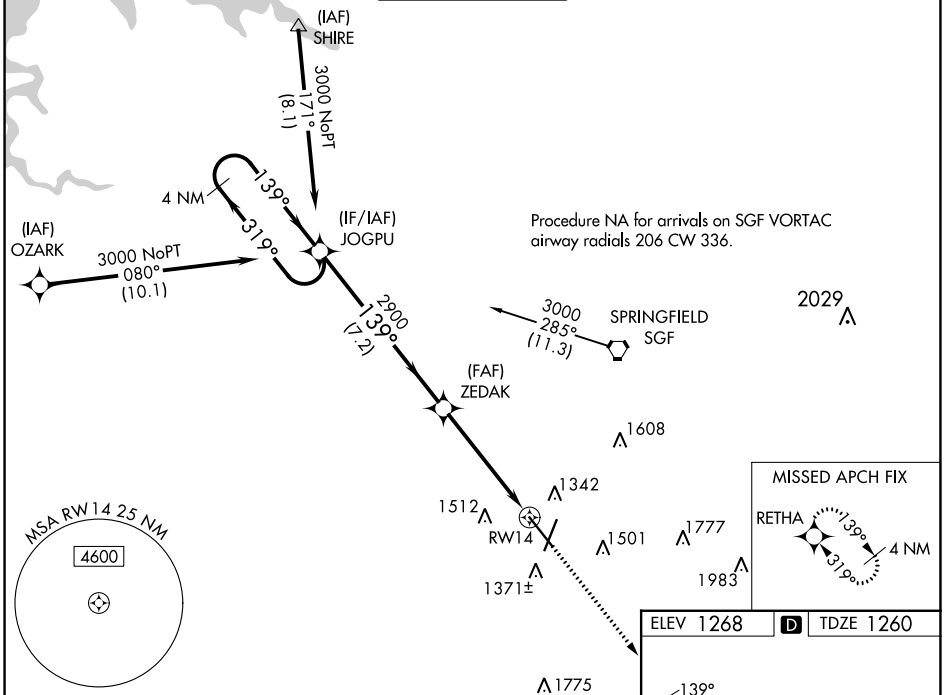 (IAF)
SHIRE
3000 NoPT
171°
(8.1)
4 NM
139°
319°
(IF/IAF)
JOGPU
(IAF)
OZARK
3000 NoPT
080°
(10.1)
Procedure NA for arrivals on SGF VORTAC
airway radials 206 CW 336.
2900
139°
(7.2)
3000
285°
(11.3)
SPRINGFIELD
SGF
2029
(FAF)
ZEDAK
1608
1342
1512
RW14
1501
1777
1371±
1983
MISSED APCH FIX
RETHA
139°
319°
4 NM
MSA RW14 25 NM
4600
ELEV 1268
D
TDZE 1260
1775
139°